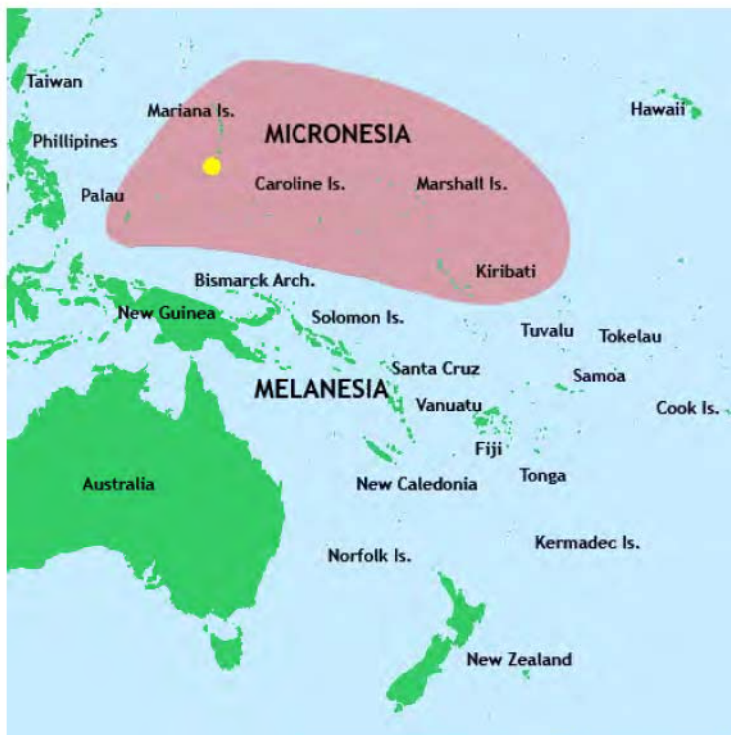 Taiwan
Hawaii
Mariana Is.
MICRONESIA
Phillipines
Caroline Is.
Marshall Is.
Palau
Kiribati
Bismarck Arch.
New Guinea
Solomon Is.
Tuvalu
Tokelau
Santa Cruz
Samoa
MELANESIA
Vanuatu
Cook Is.
Fiji
Tonga
Australia
New Caledonia
Kermadec Is.
Norfolk Is.
New Zealand